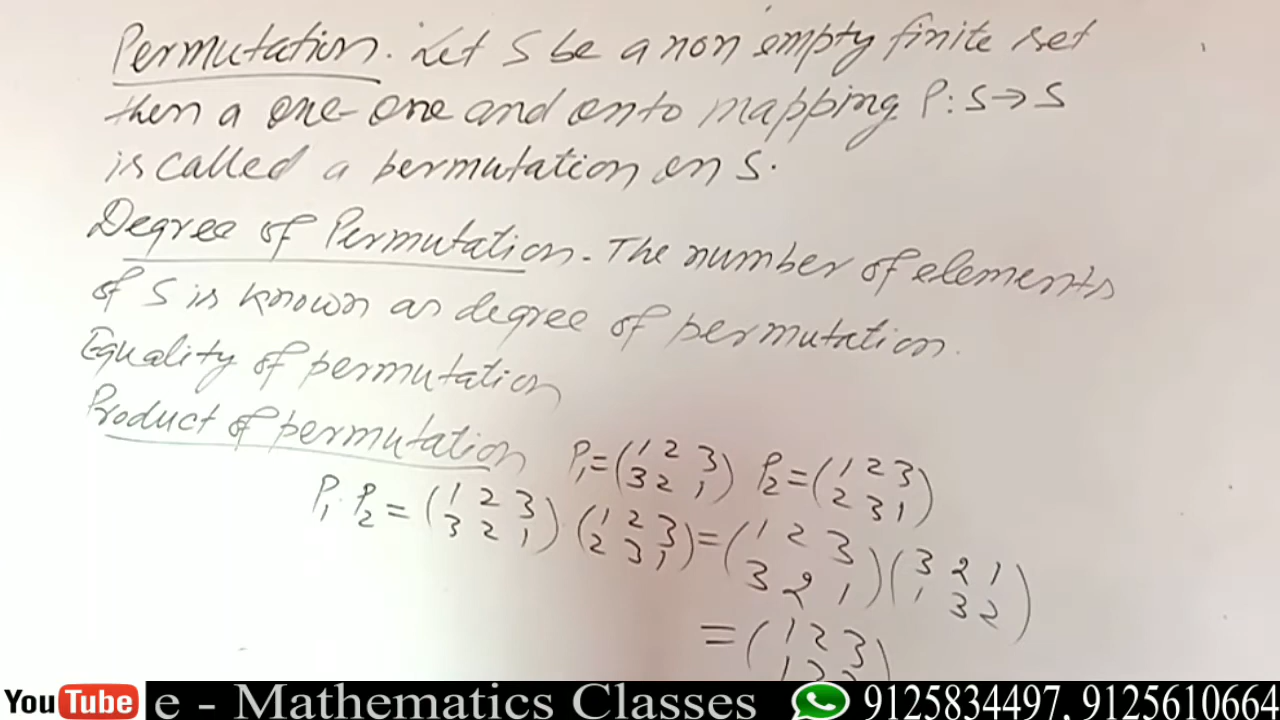 Permutation. Let S be a non empty finite set
then a one-one and onto mapping P: S→S
is called a permutation on S.
Degree of Permutation. The number of elements
of S is known as degree of permutation.
Equality of permutation
Product of permutation P₁=(1 2 3 / 3 2 1) P₂=(1 2 3 / 2 3 1)
P₁.P₂=(1 2 3 / 3 2 1)(1 2 3 / 2 3 1)=(1 2 3 / 3 2 1)(3 2 1 / 1 3 2)
=(1 2 3 /
YouTube e - Mathematics Classes 9125834497, 9125610664